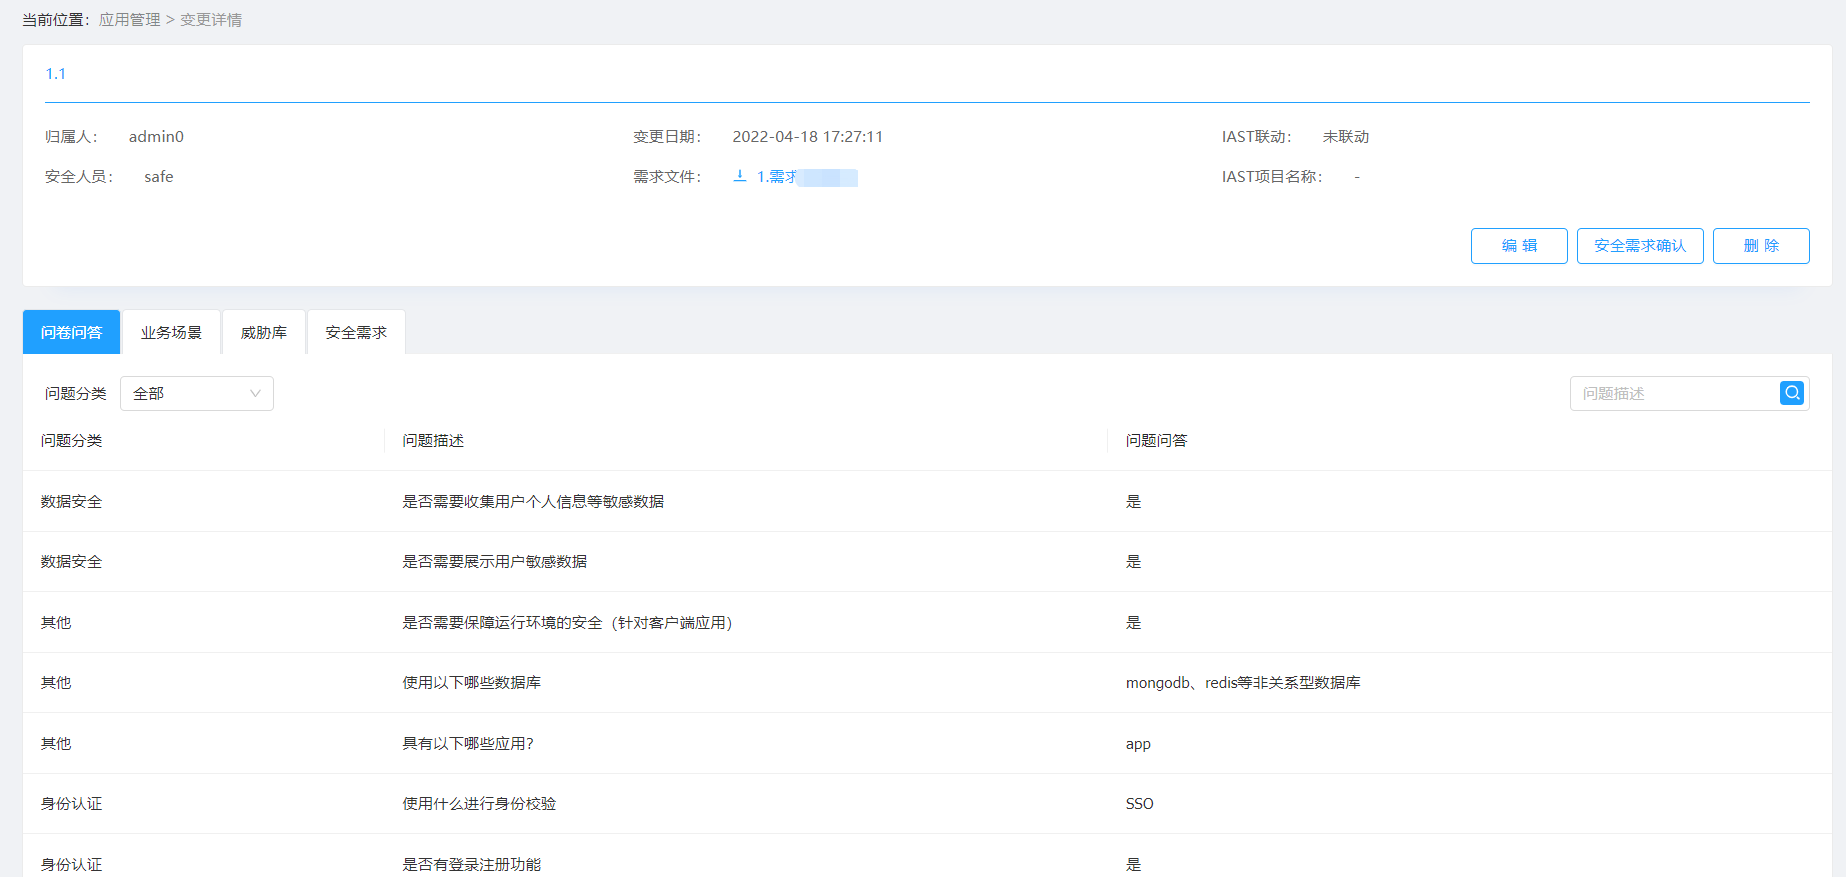 当前位置： 应用管理 > 变更详情
1.1
归属人： admin0 变更日期： 2022-04-18 17:27:11 IAST联动： 未联动
安全人员： safe 需求文件： 1.需求 IAST项目名称： -
编 辑 安全需求确认 删 除
问卷问答 业务场景 威胁库 安全需求
问题分类 全部 问题描述
问题分类 问题描述 问题问答
数据安全 是否需要收集用户个人信息等敏感数据 是
数据安全 是否需要展示用户敏感数据 是
其他 是否需要保障运行环境的安全（针对客户端应用） 是
其他 使用以下哪些数据库 mongodb、redis等非关系型数据库
其他 具有以下哪些应用? app
身份认证 使用什么进行身份校验 SSO
身份认证 是否有登录注册功能 是